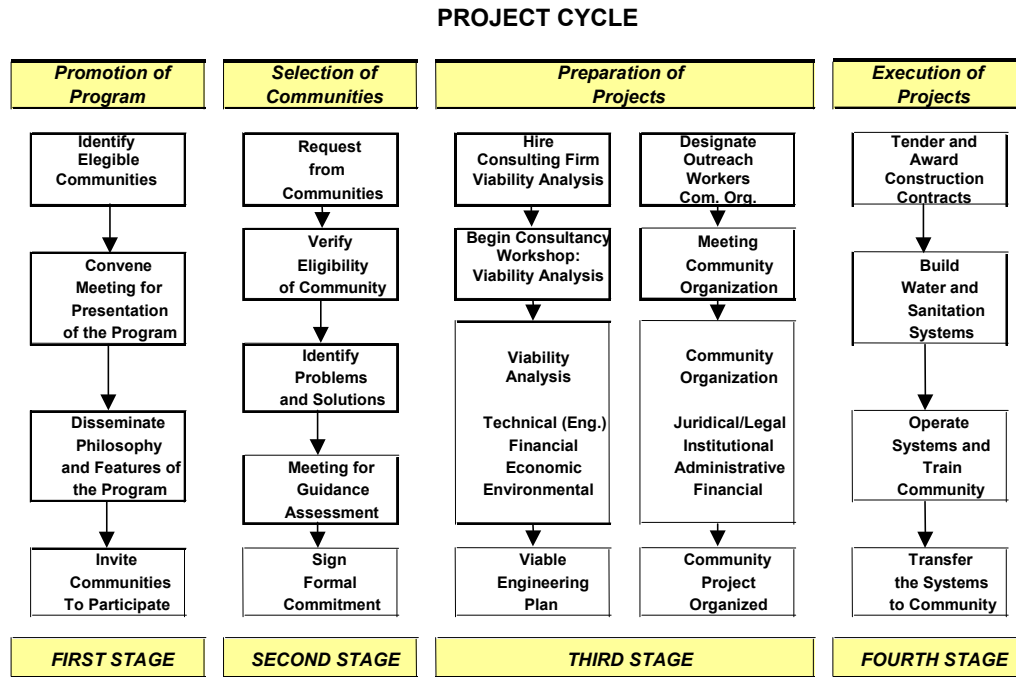 PROJECT CYCLE
Promotion of
Program
Selection of
Communities
Preparation of
Projects
Execution of
Projects
Identify
Elegible
Communities
Convene
Meeting for
Presentation
of the Program
Disseminate
Philosophy
and Features of
the Program
Invite
Communities
To Participate
Request
from
Communities
Verify
Eligibility
of Community
Identify
Problems
and Solutions
Meeting for
Guidance
Assessment
Sign
Formal
Commitment
Hire
Consulting Firm
Viability Analysis
Begin Consultancy
Workshop:
Viability Analysis
Viability
Analysis
Technical (Eng.)
Financial
Economic
Environmental
Viable
Engineering
Plan
Designate
Outreach
Workers
Com. Org.
Meeting
Community
Organization
Community
Organization
Juridical/Legal
Institutional
Administrative
Financial
Community
Project
Organized
Tender and
Award
Construction
Contracts
Build
Water and
Sanitation
Systems
Operate
Systems and
Train
Community
Transfer
the Systems
to Community
FIRST STAGE
SECOND STAGE
THIRD STAGE
FOURTH STAGE